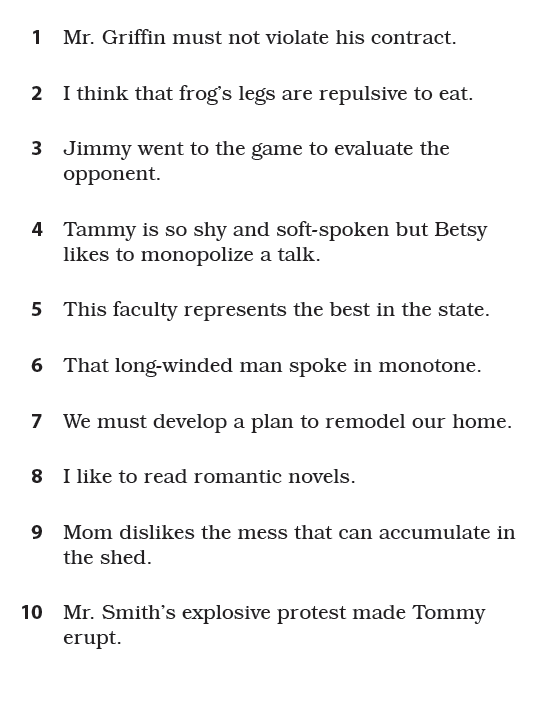 1 Mr. Griffin must not violate his contract.
2 I think that frog's legs are repulsive to eat.
3 Jimmy went to the game to evaluate the
opponent.
4 Tammy is so shy and soft-spoken but Betsy
likes to monopolize a talk.
5 This faculty represents the best in the state.
6 That long-winded man spoke in monotone.
7 We must develop a plan to remodel our home.
8 I like to read romantic novels.
9 Mom dislikes the mess that can accumulate in
the shed.
10 Mr. Smith's explosive protest made Tommy
erupt.